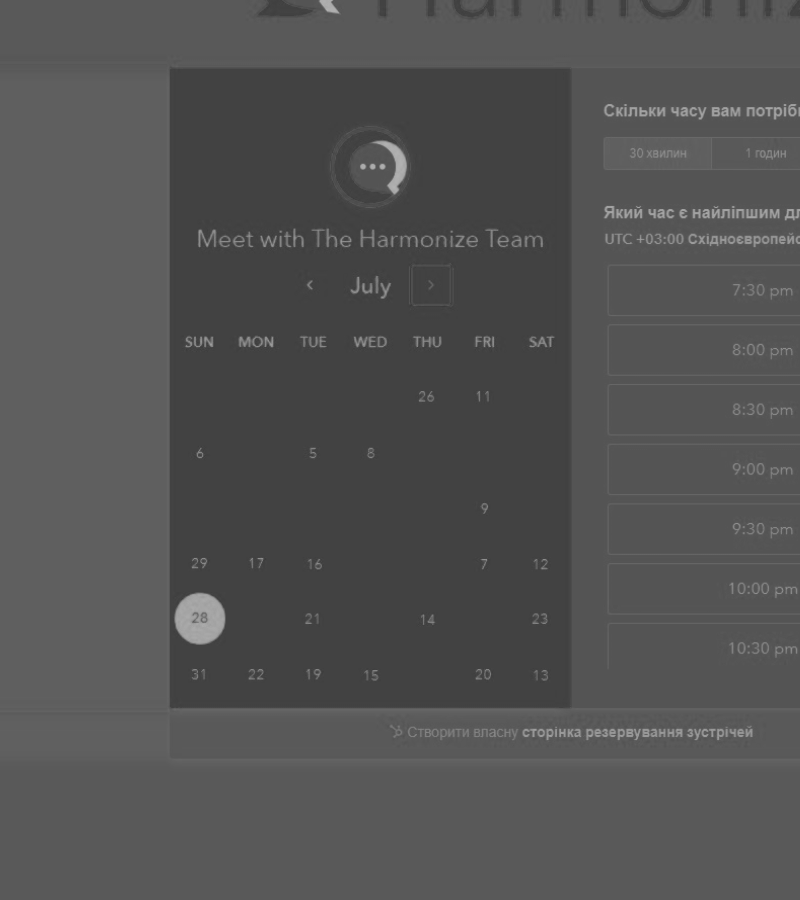 Harmoniz
Meet with The Harmonize Team
July
SUN MON TUE WED THU FRI SAT
26 11
6 5 8
9
29 17 16 7 12
28 21 14 23
31 22 19 15 20 13
Скільки часу вам потріб
30 хвилин 1 годин
Який час є найліпшим дл
UTC +03:00 Східноєвропейс
7:30 pm
8:00 pm
8:30 pm
9:00 pm
9:30 pm
10:00 pm
10:30 pm
Створити власну сторінка резервування зустрічей